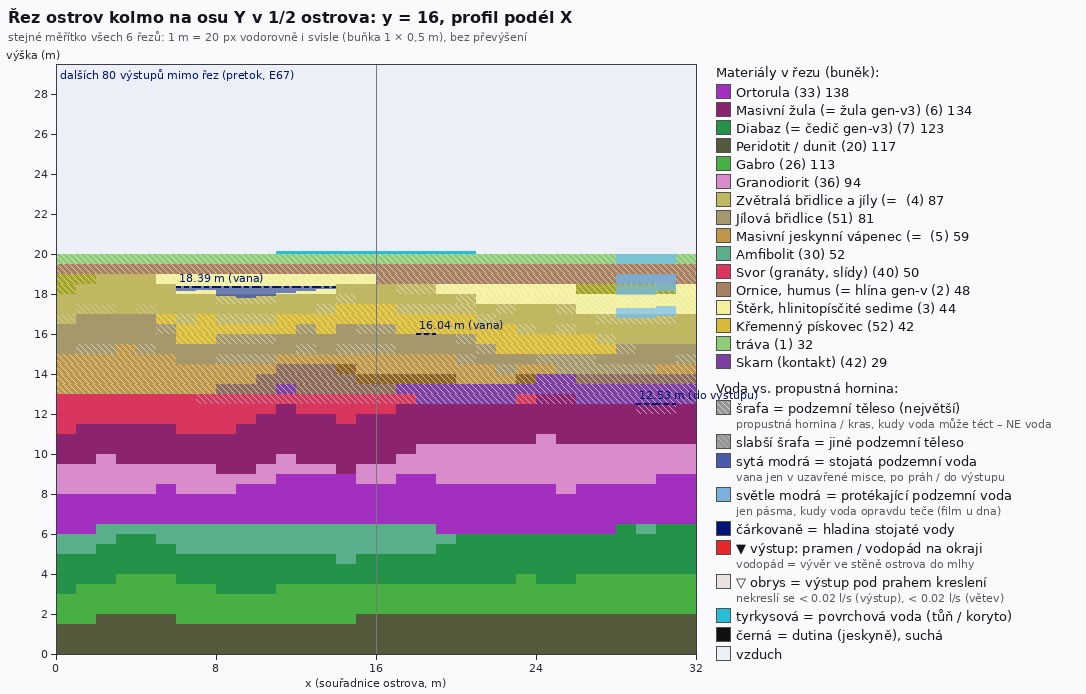 Řez ostrov kolmo na osu Y v 1/2 ostrova: y = 16, profil podél X
stejné měřítko všech 6 řezů: 1 m = 20 px vodorovně i svisle (buňka 1 × 0,5 m), bez převýšení
výška (m)
dalších 80 výstupů mimo řez (pretok, E67)
28
26
24
22
20
18
16
14
12
10
8
6
4
2
0
18.39 m (vana)
16.04 m (vana)
12.53 m (do výstupu)
0
8
16
24
32
x (souřadnice ostrova, m)
Materiály v řezu (buněk):
Ortorula (33) 138
Masivní žula (= žula gen-v3) (6) 134
Diabaz (= čedič gen-v3) (7) 123
Peridotit / dunit (20) 117
Gabro (26) 113
Granodiorit (36) 94
Zvětralá břidlice a jíly (=  (4) 87
Jílová břidlice (51) 81
Masivní jeskynní vápenec (=  (5) 59
Amfibolit (30) 52
Svor (granáty, slídy) (40) 50
Ornice, humus (= hlína gen-v (2) 48
Štěrk, hlinitopísčité sedime (3) 44
Křemenný pískovec (52) 42
tráva (1) 32
Skarn (kontakt) (42) 29
Voda vs. propustná hornina:
šrafa = podzemní těleso (největší)
propustná hornina / kras, kudy voda může téct – NE voda
slabší šrafa = jiné podzemní těleso
sytá modrá = stojatá podzemní voda
vana jen v uzavřené misce, po práh / do výstupu
světle modrá = protékající podzemní voda
jen pásma, kudy voda opravdu teče (film u dna)
čárkovaně = hladina stojaté vody
▼ výstup: pramen / vodopád na okraji
vodopád = vývěr ve stěně ostrova do mlhy
▽ obrys = výstup pod prahem kreslení
nekreslí se < 0.02 l/s (výstup), < 0.02 l/s (větev)
tyrkysová = povrchová voda (tůň / koryto)
černá = dutina (jeskyně), suchá
vzduch